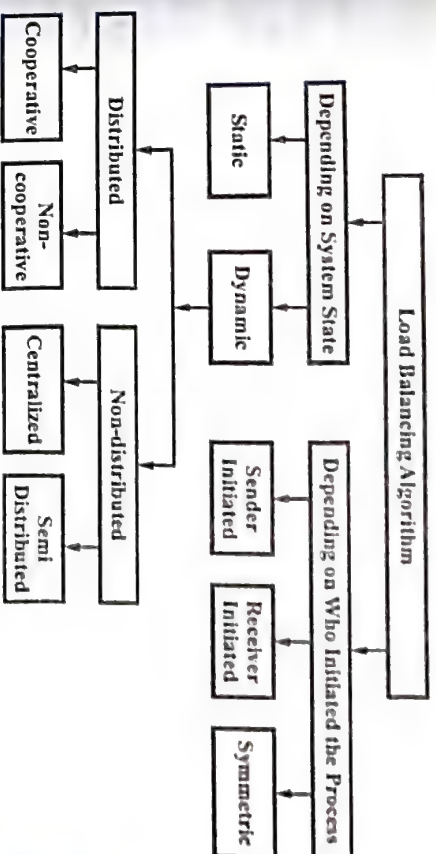 Load Balancing Algorithm
Depending on System State
Depending on Who Initiated the Process
Static
Dynamic
Sender
Initiated
Receiver
Initiated
Symmetric
Distributed
Non-distributed
Cooperative
Non-
cooperative
Centralized
Semi
Distributed